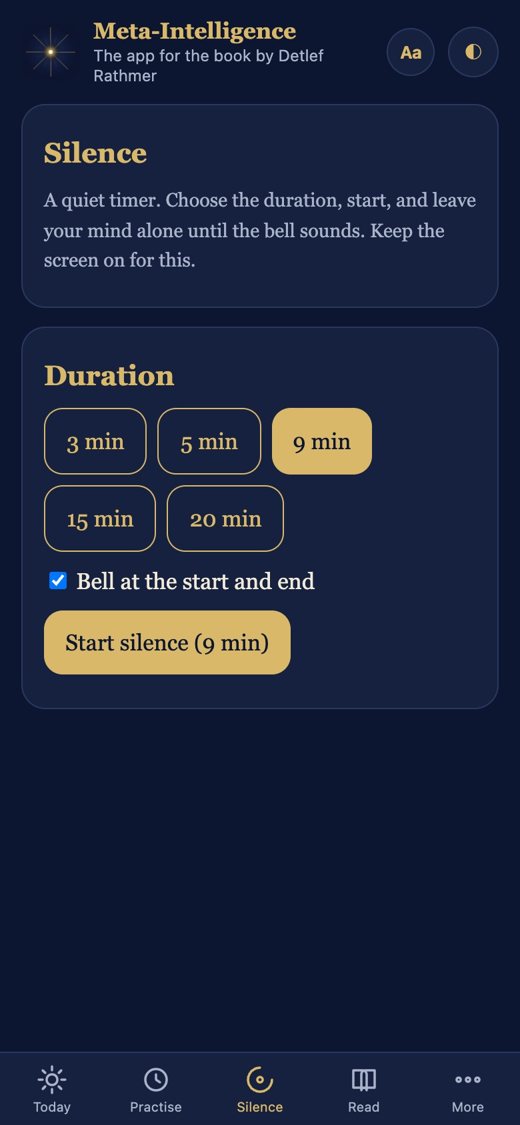 Meta-Intelligence
The app for the book by Detlef
Rathmer
Aa
Silence
A quiet timer. Choose the duration, start, and leave
your mind alone until the bell sounds. Keep the
screen on for this.
Duration
3 min
5 min
9 min
15 min
20 min
Bell at the start and end
Start silence (9 min)
Today
Practise
Silence
Read
More